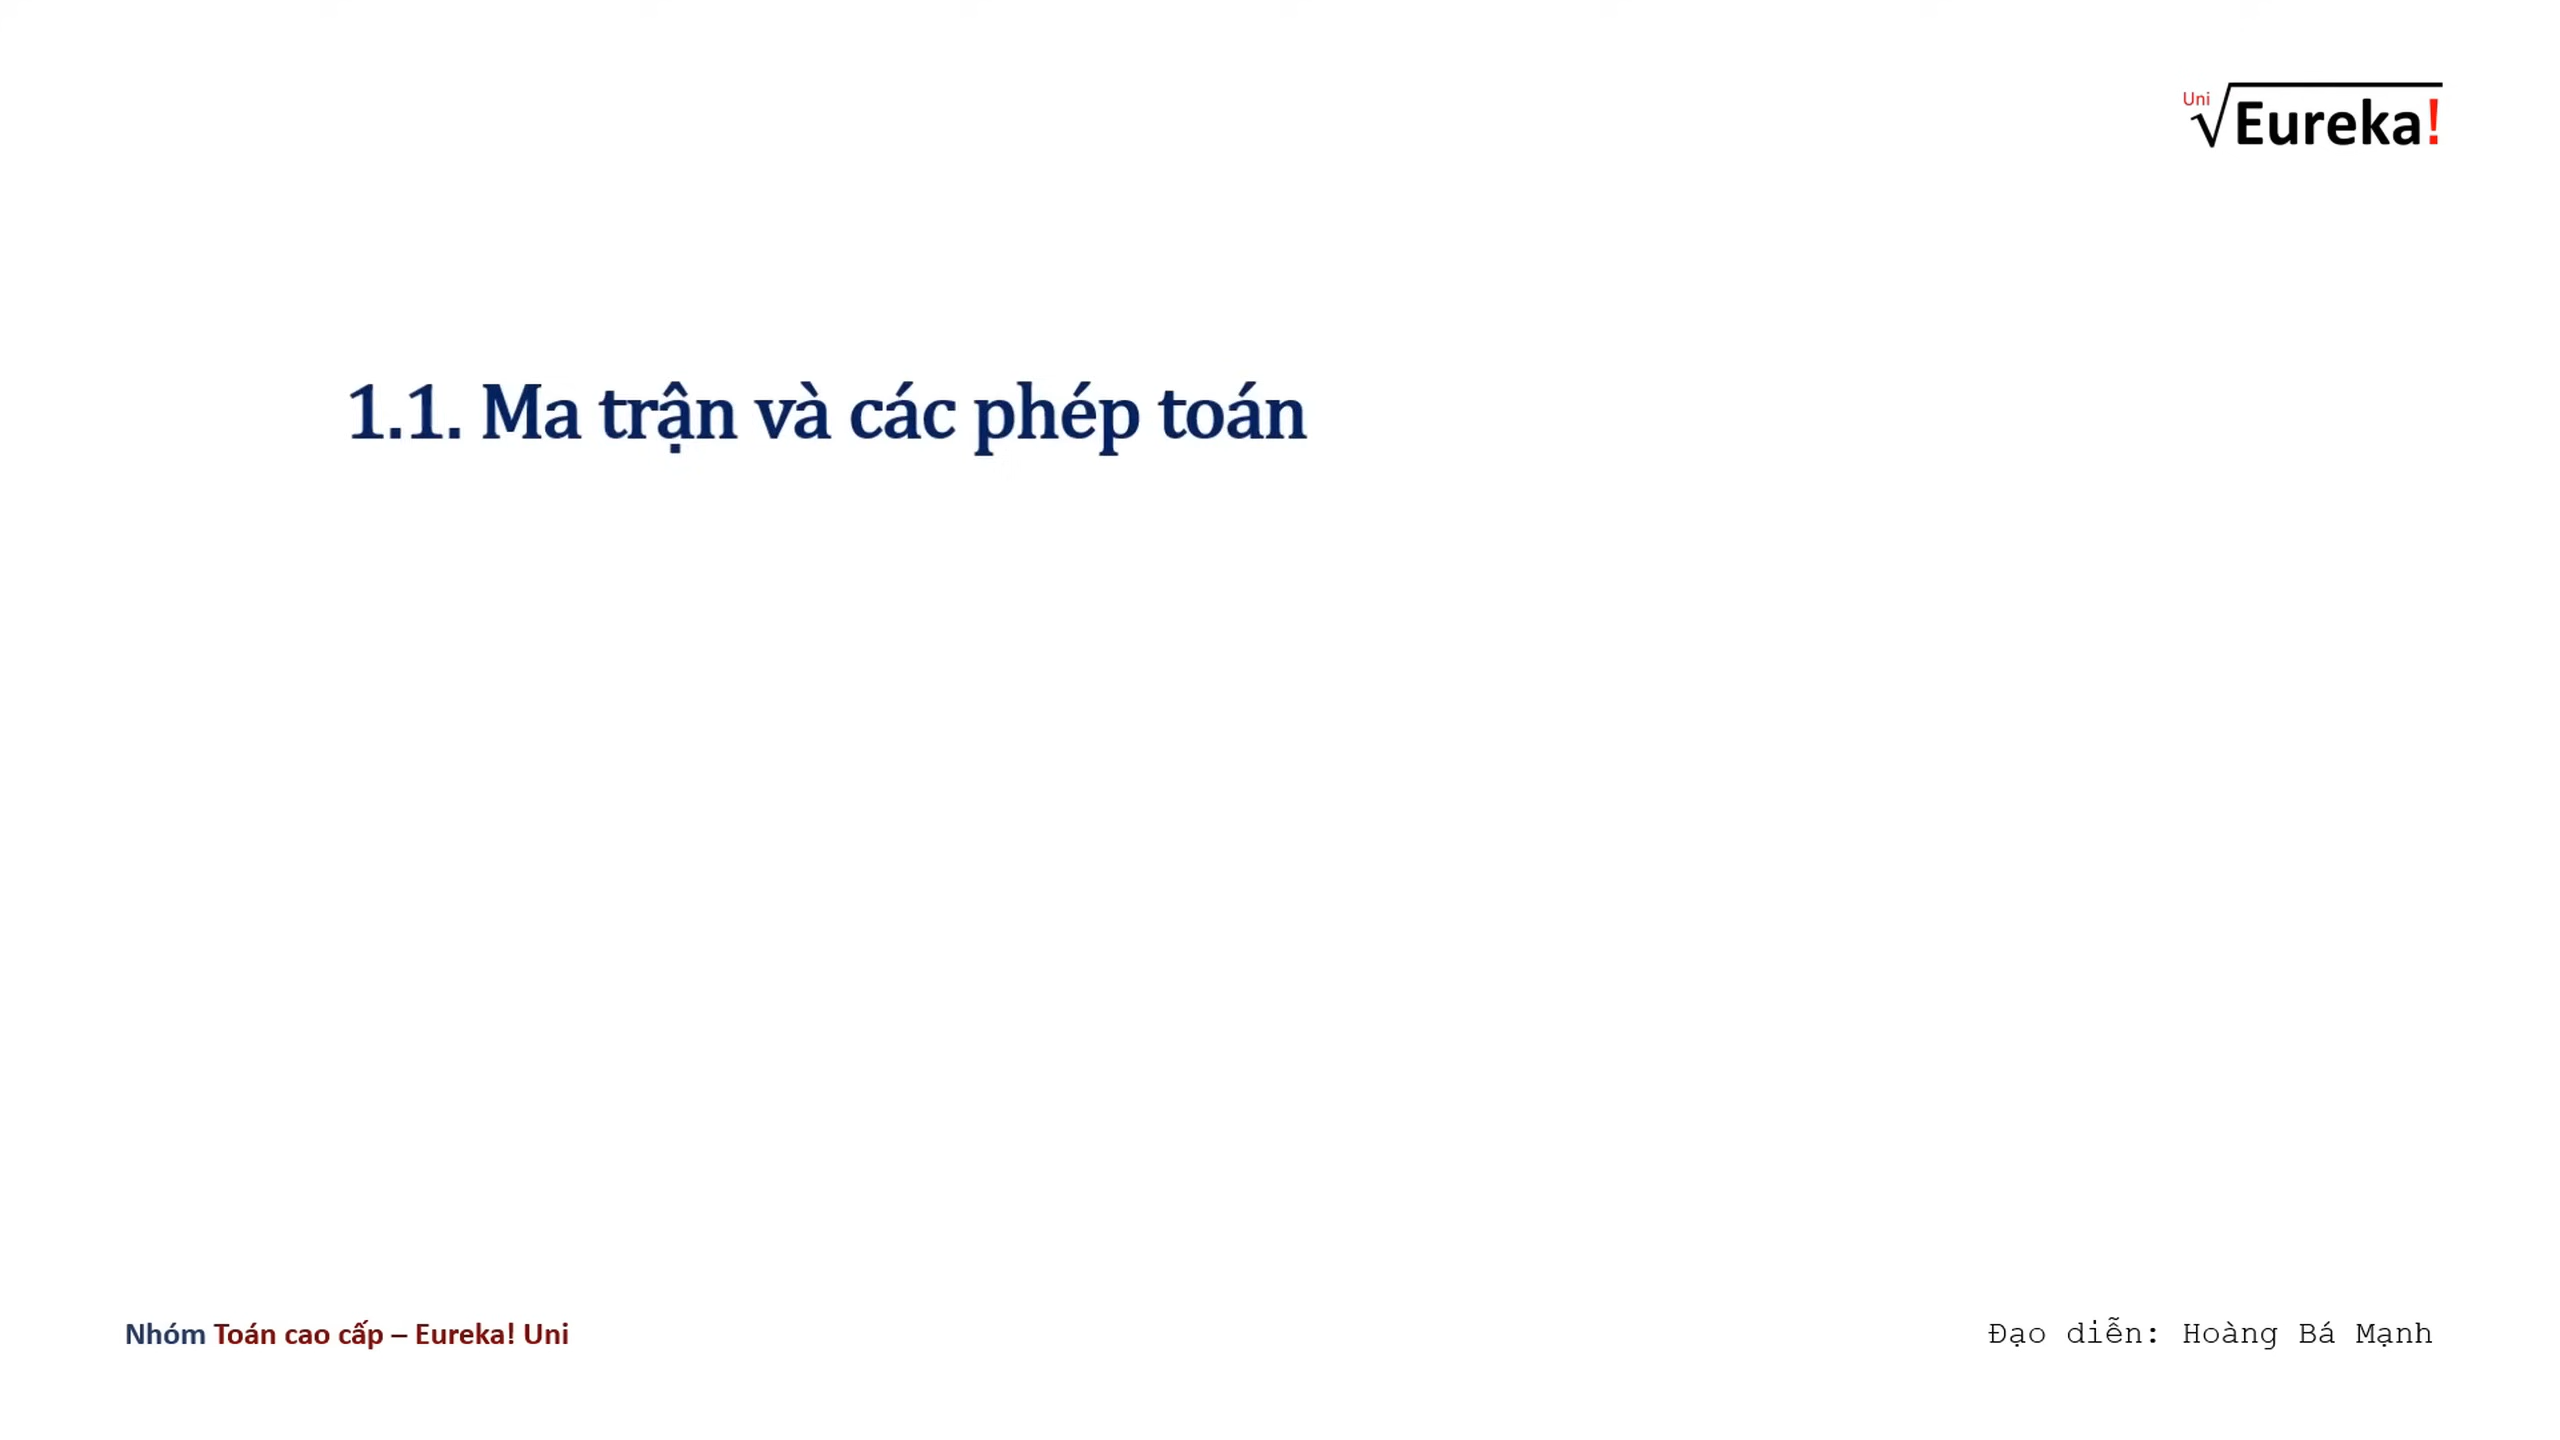 Uni
√Eureka!
1.1. Ma trận và các phép toán
Nhóm Toán cao cấp – Eureka! Uni
Đạo diễn: Hoàng Bá Mạnh